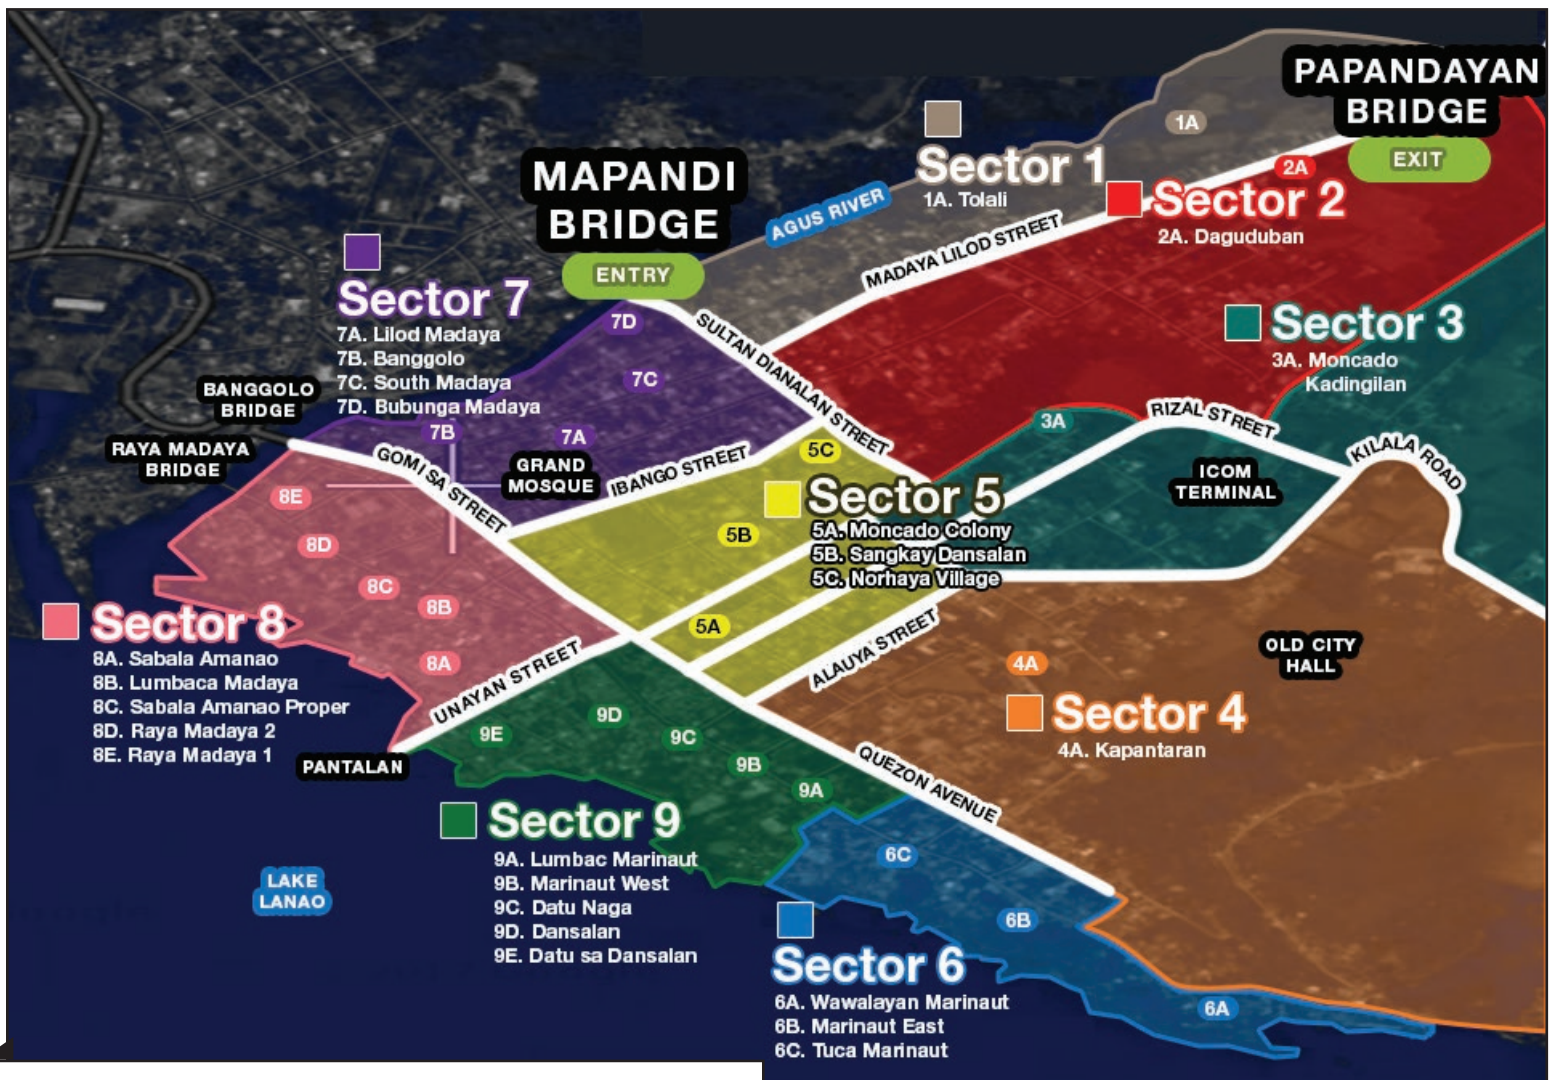 PAPANDAYAN
BRIDGE
EXIT
1A
2A
Sector 1
1A. Tolali
Sector 2
2A. Daguduban
MAPANDI
BRIDGE
ENTRY
AGUS RIVER
MADAYA LILOD STREET
Sector 7
7A. Lilod Madaya
7B. Banggolo
7C. South Madaya
7D. Bubunga Madaya
7D
7C
7B
7A
SULTAN DIANALAN STREET
Sector 3
3A. Moncado
Kadingilan
3A
RIZAL STREET
KILALA ROAD
BANGGOLO
BRIDGE
RAYA MADAYA
BRIDGE
GOMISA STREET
GRAND
MOSQUE
IBANGO STREET
ICOM
TERMINAL
5C
5B
5A
Sector 5
5A. Moncado Colony
5B. Sangkay Dansalan
5C. Norhaya Village
8E
8D
8C
8B
8A
Sector 8
8A. Sabala Amanao
8B. Lumbaca Madaya
8C. Sabala Amanao Proper
8D. Raya Madaya 2
8E. Raya Madaya 1
UNAYAN STREET
PANTALAN
ALAUYA STREET
OLD CITY
HALL
4A
Sector 4
4A. Kapantaran
QUEZON AVENUE
9E
9D
9C
9B
9A
Sector 9
9A. Lumbac Marinaut
9B. Marinaut West
9C. Datu Naga
9D. Dansalan
9E. Datu sa Dansalan
LAKE
LANAO
6C
6B
6A
Sector 6
6A. Wawalayan Marinaut
6B. Marinaut East
6C. Tuca Marinaut